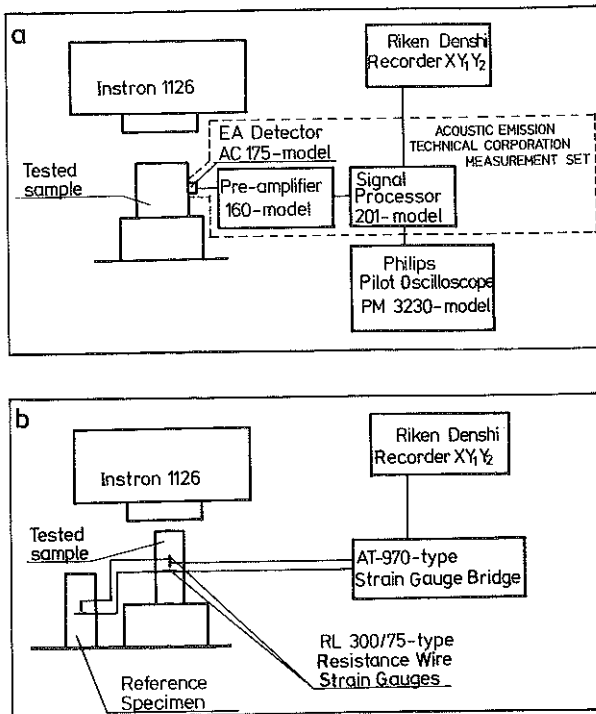 a
Riken Denshi
Recorder XY₁Y₂
Instron 1126
EA Detector
AC 175-model
ACOUSTIC EMISSION
TECHNICAL CORPORATION
MEASUREMENT SET
Tested
sample
Pre-amplifier
160-model
Signal
Processor
201-model
Philips
Pilot Oscilloscope
PM 3230-model
b
Riken Denshi
Recorder XY₁Y₂
Instron 1126
Tested
sample
AT-970-type
Strain Gauge Bridge
RL 300/75-type
Resistance Wire
Strain Gauges
Reference
Specimen